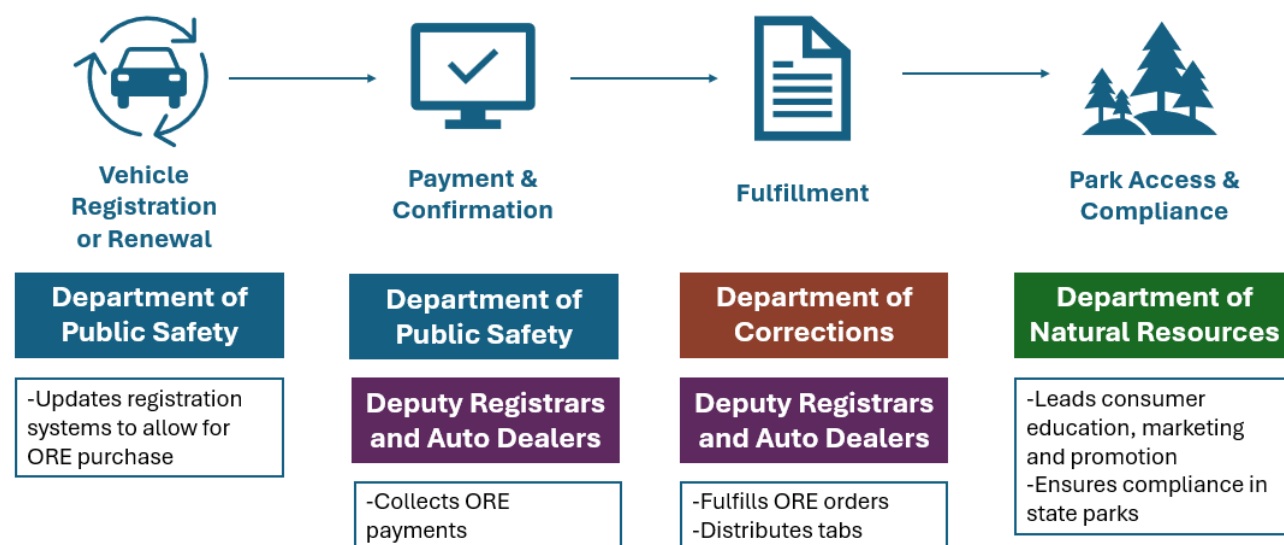 Vehicle
Registration
or Renewal
Payment &
Confirmation
Fulfillment
Park Access &
Compliance
Department of
Public Safety
Department of
Public Safety
Department of
Corrections
Department of
Natural Resources
-Updates registration
systems to allow for
ORE purchase
Deputy Registrars
and Auto Dealers
Deputy Registrars
and Auto Dealers
-Leads consumer
education, marketing
and promotion
-Ensures compliance in
state parks
-Collects ORE
payments
-Fulfills ORE orders
-Distributes tabs